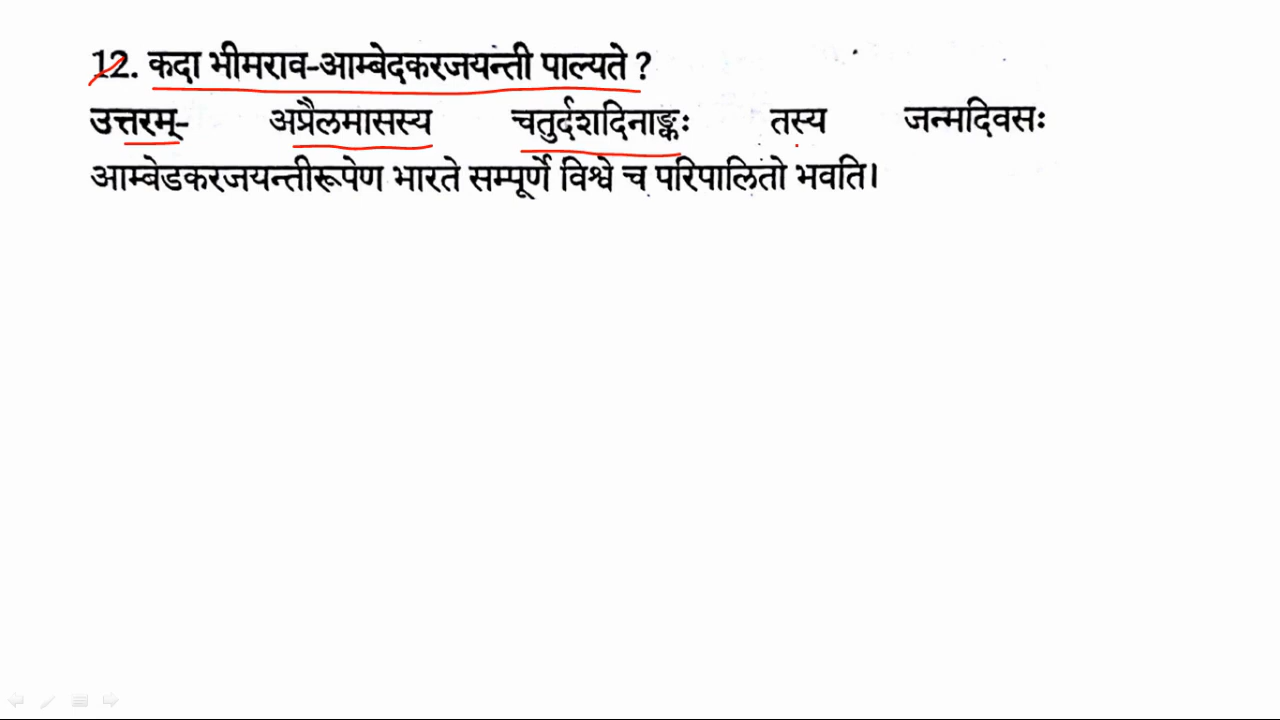 12. कदा भीमराव-आम्बेदकरजयन्ती पाल्यते ?
उत्तरम्- अप्रैलमासस्य चतुर्दशदिनाङ्कः तस्य जन्मदिवसः
आम्बेडकरजयन्तीरूपेण भारते सम्पूर्णे विश्वे च परिपालितो भवति।